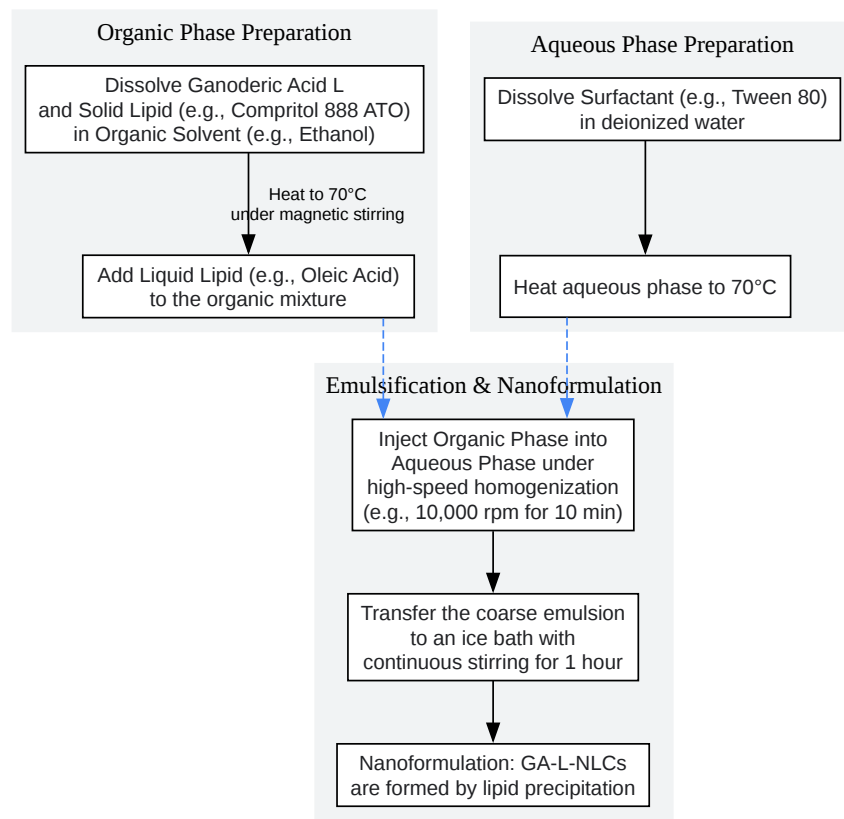 Organic Phase Preparation
Dissolve Ganoderic Acid L
and Solid Lipid (e.g., Compritol 888 ATO)
in Organic Solvent (e.g., Ethanol)
Heat to 70°C
under magnetic stirring
Add Liquid Lipid (e.g., Oleic Acid)
to the organic mixture
Aqueous Phase Preparation
Dissolve Surfactant (e.g., Tween 80)
in deionized water
Heat aqueous phase to 70°C
Emulsification & Nanoformulation
Inject Organic Phase into
Aqueous Phase under
high-speed homogenization
(e.g., 10,000 rpm for 10 min)
Transfer the coarse emulsion
to an ice bath with
continuous stirring for 1 hour
Nanoformulation: GA-L-NLCs
are formed by lipid precipitation